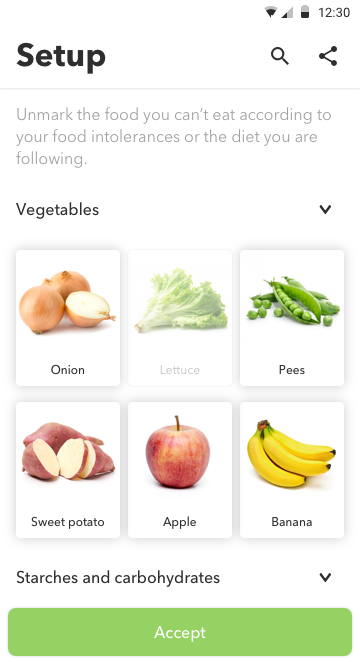 12:30
Setup
Unmark the food you can’t eat according to
your food intolerances or the diet you are
following.
Vegetables
Onion
Lettuce
Pees
Sweet potato
Apple
Banana
Starches and carbohydrates
Accept